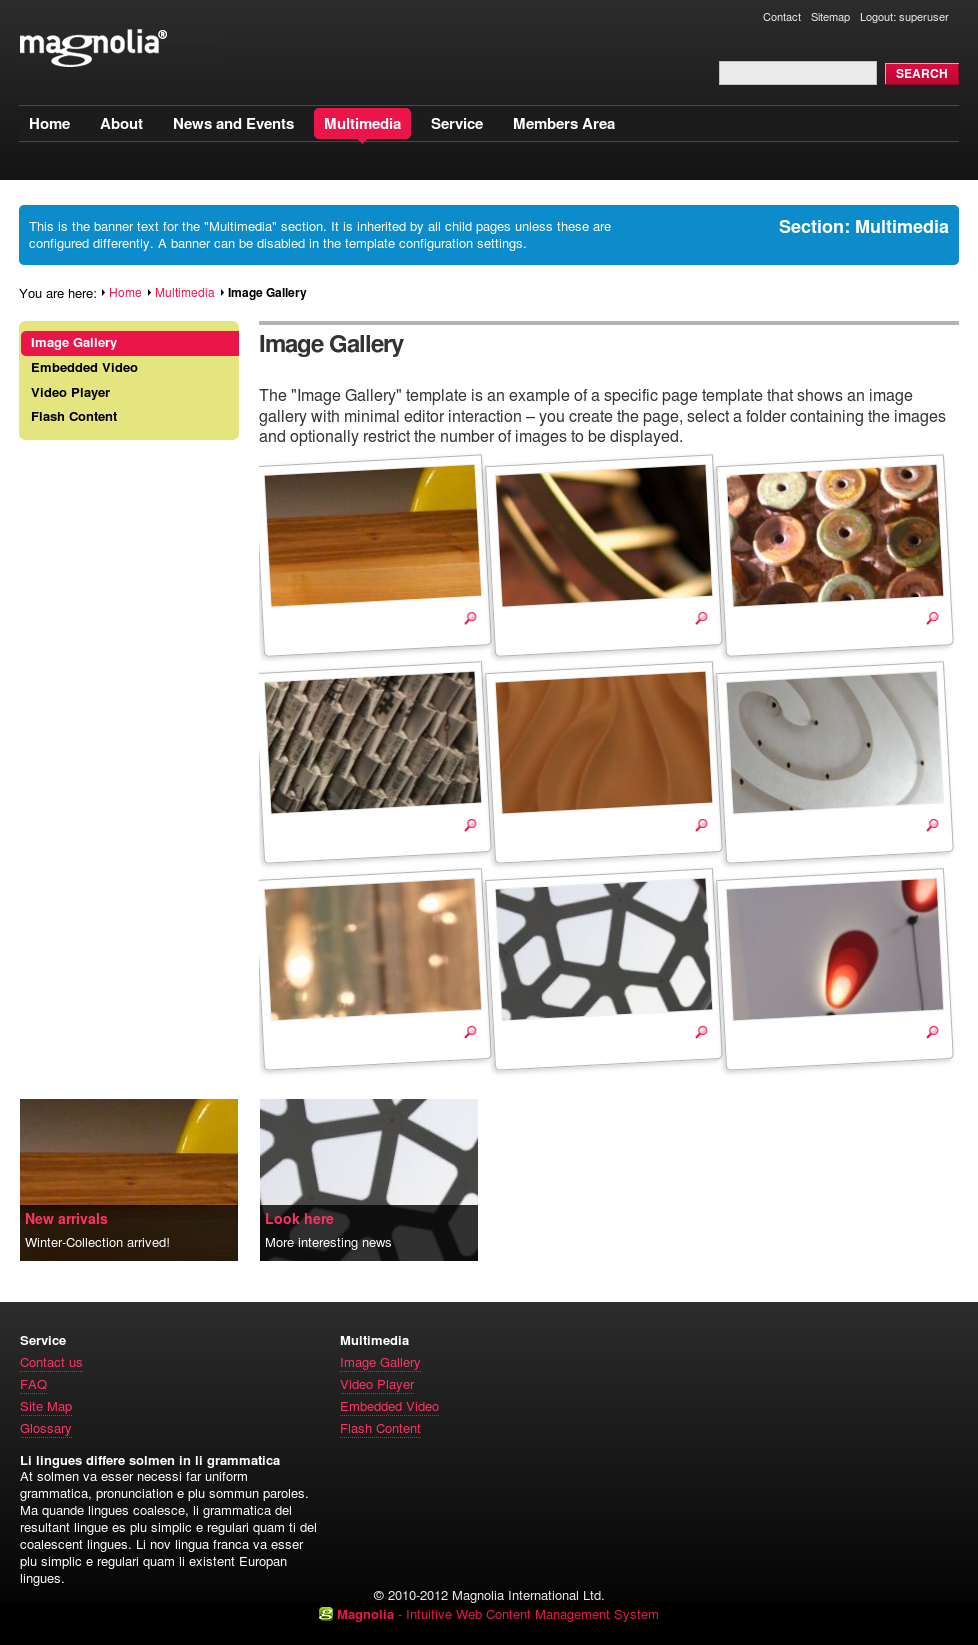 Contact Sitemap Logout: superuser
magnolia®
SEARCH
Home About News and Events Multimedia Service Members Area
This is the banner text for the "Multimedia" section. It is inherited by all child pages unless these are
configured differently. A banner can be disabled in the template configuration settings.
Section: Multimedia
You are here: Home Multimedia Image Gallery
Image Gallery
Embedded Video
Video Player
Flash Content
Image Gallery
The "Image Gallery" template is an example of a specific page template that shows an image
gallery with minimal editor interaction – you create the page, select a folder containing the images
and optionally restrict the number of images to be displayed.
New arrivals
Winter-Collection arrived!
Look here
More interesting news
Service
Contact us
FAQ
Site Map
Glossary
Multimedia
Image Gallery
Video Player
Embedded Video
Flash Content
Li lingues differe solmen in li grammatica
At solmen va esser necessi far uniform
grammatica, pronunciation e plu sommun paroles.
Ma quande lingues coalesce, li grammatica del
resultant lingue es plu simplic e regulari quam ti del
coalescent lingues. Li nov lingua franca va esser
plu simplic e regulari quam li existent Europan
lingues.
© 2010-2012 Magnolia International Ltd.
Magnolia - Intuitive Web Content Management System